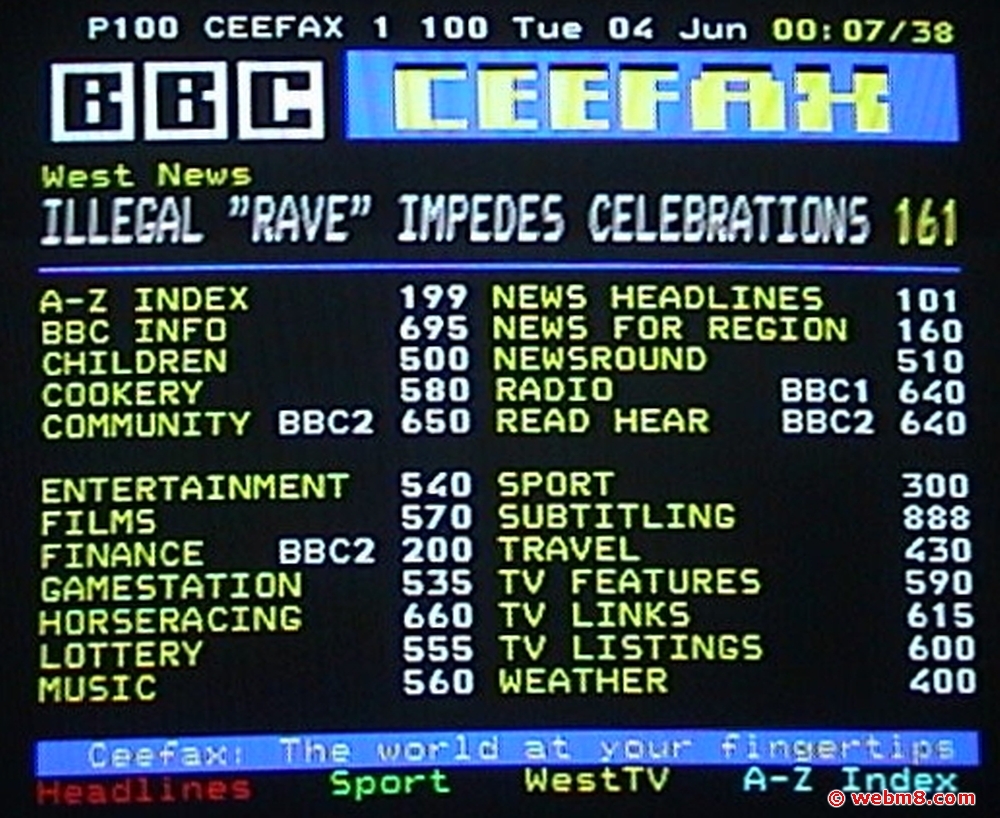 P100 CEEFAX 1 100 Tue 04 Jun 00:07/38
BBC CEEFAX
West News
ILLEGAL "RAVE" IMPEDES CELEBRATIONS 161
A-Z INDEX 199 NEWS HEADLINES 101
BBC INFO 695 NEWS FOR REGION 160
CHILDREN 500 NEWSROUND 510
COOKERY 580 RADIO BBC1 640
COMMUNITY BBC2 650 READ HEAR BBC2 640
ENTERTAINMENT 540 SPORT 300
FILMS 570 SUBTITLING 888
FINANCE BBC2 200 TRAVEL 430
GAMESTATION 535 TV FEATURES 590
HORSERACING 660 TV LINKS 615
LOTTERY 555 TV LISTINGS 600
MUSIC 560 WEATHER 400
Ceefax: The world at your fingertips
Headlines Sport WestTV A-Z Index
© webm8.com